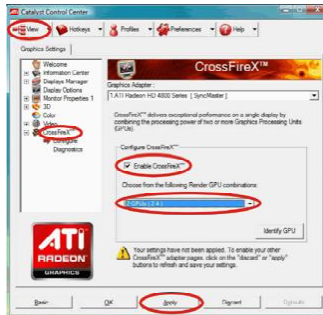 Catalyst Control Center
View
Hotkeys
Profiles
Preferences
Help
Graphics Settings
Welcome
Information Center
Displays Manager
Display Options
Monitor Properties 1
3D
Color
Video
CrossFireX™
Configure
Diagnostics
CrossFireX™
Graphics Adapter:
1.ATI Radeon HD 4800 Series [ SyncMaster ]
CrossFireX™ delivers exceptional performance on a single display by
combining the processing power of two or more Graphics Processing Units
(GPUs)
Configure CrossFireX™
Enable CrossFireX™
Choose from the following Render GPU combinations:
Identify GPU
Your settings have not been applied. To enable your other
CrossFireX™ adapter pages, click on the "discard" or "apply"
buttons to refresh and save your settings.
ATI
RADEON
GRAPHICS
Basic
OK
Apply
Discard
Defaults